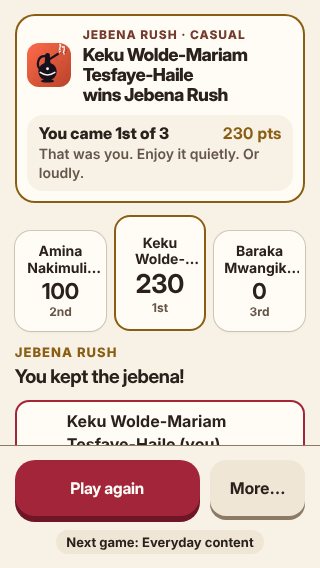 JEBENA RUSH · CASUAL
Keku Wolde-Mariam
Tesfaye-Haile
wins Jebena Rush
You came 1st of 3 230 pts
That was you. Enjoy it quietly. Or
loudly.
Amina
Nakimuli...
100
2nd
Keku
Wolde-...
230
1st
Baraka
Mwangik...
0
3rd
JEBENA RUSH
You kept the jebena!
Keku Wolde-Mariam
Tesfaye-Haile (you)
Play again
More...
Next game: Everyday content